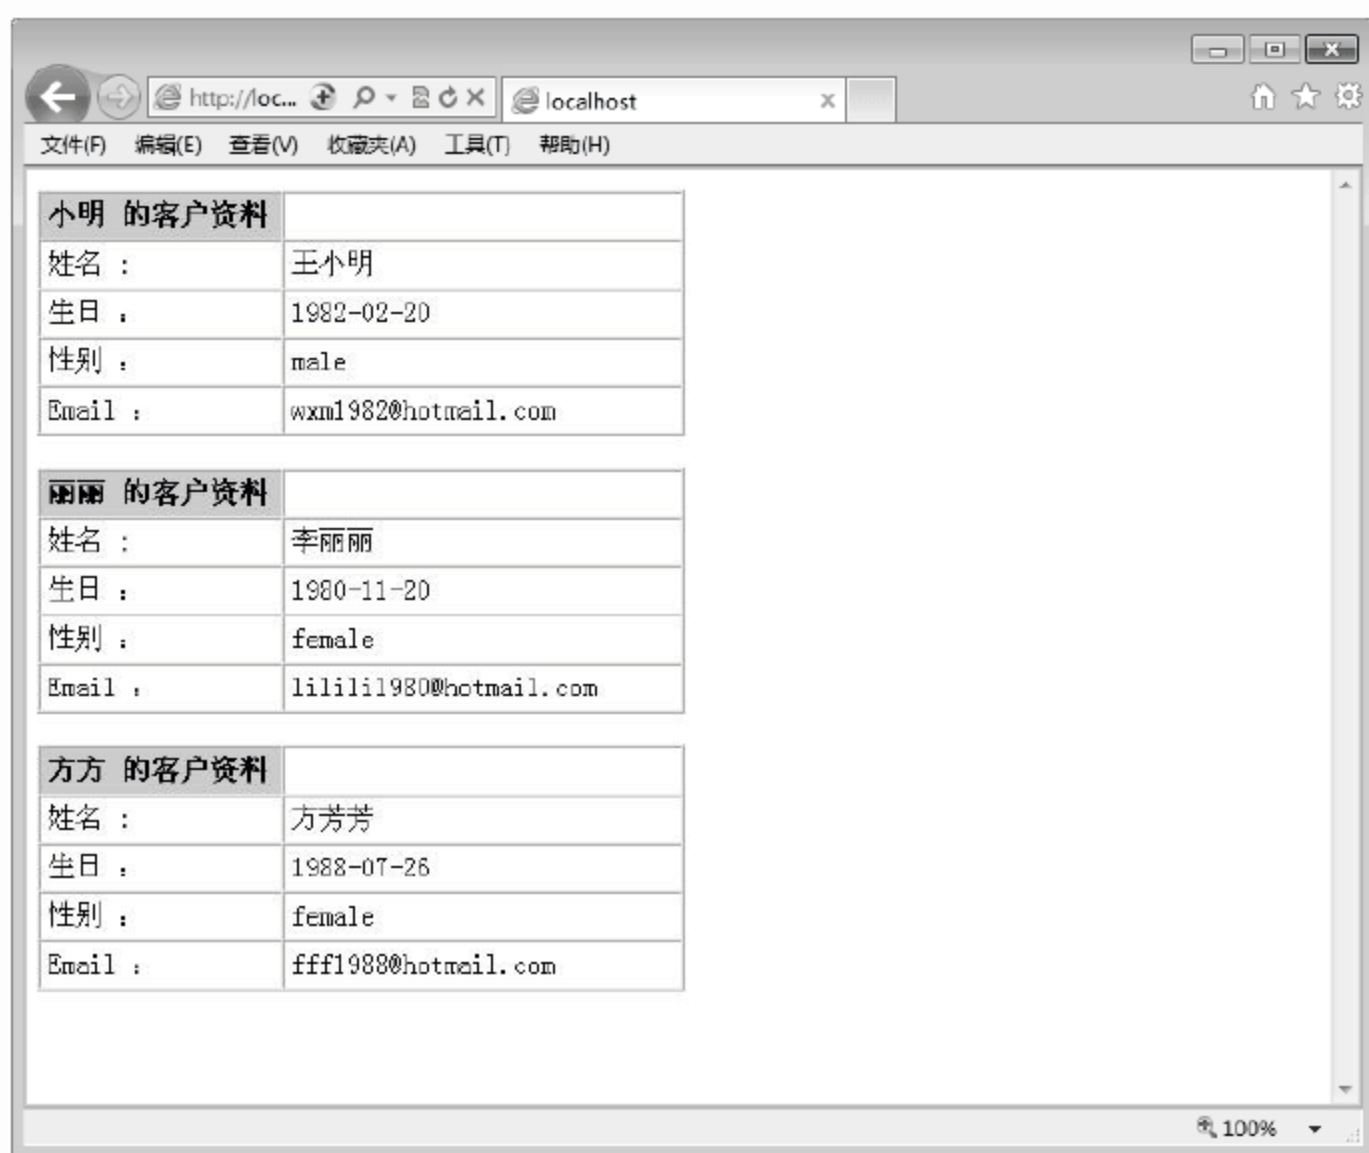 http://loc...
localhost
文件(F) 编辑(E) 查看(V) 收藏夹(A) 工具(T) 帮助(H)
小明 的客户资料
姓名 : 王小明
生日 : 1982-02-20
性别 : male
Email : wxm1982@hotmail.com
丽丽 的客户资料
姓名 : 李丽丽
生日 : 1980-11-20
性别 : female
Email : lilili1980@hotmail.com
方方 的客户资料
姓名 : 方芳芳
生日 : 1988-07-26
性别 : female
Email : fff1988@hotmail.com
100%